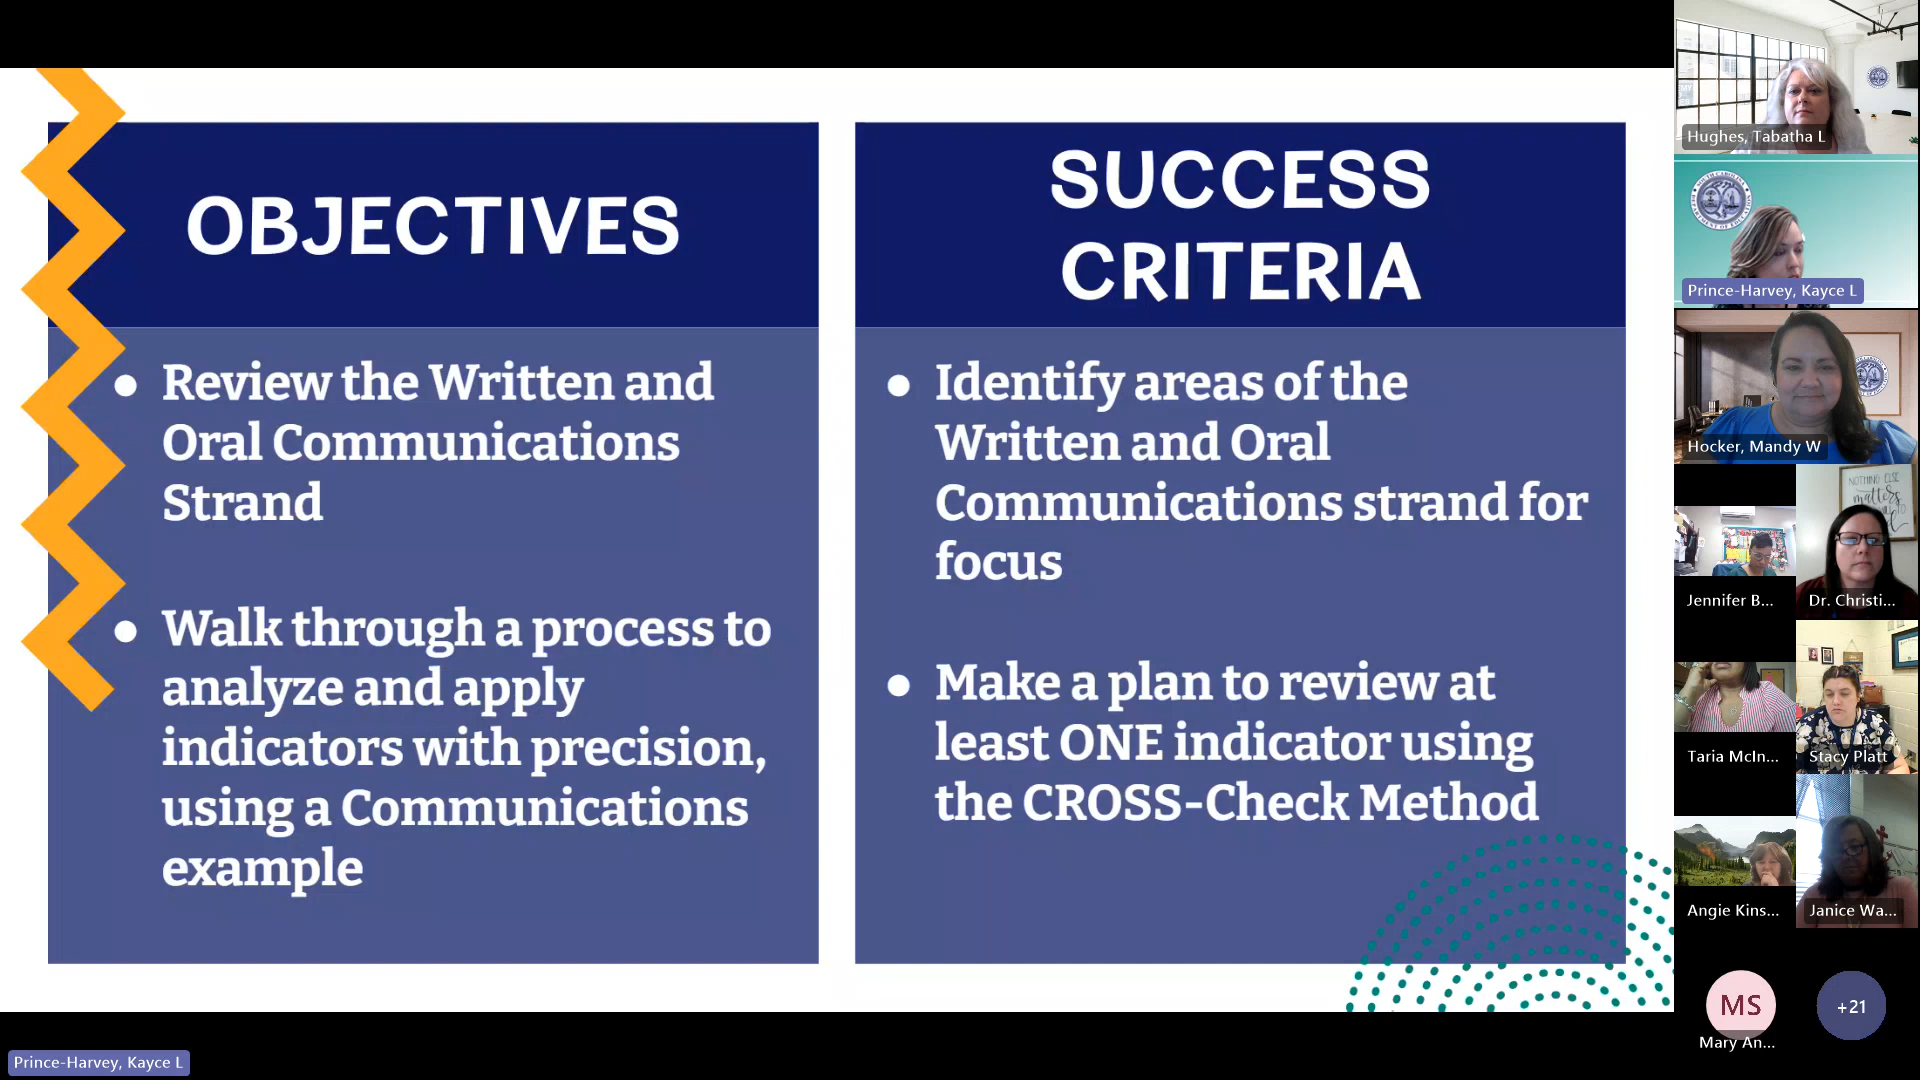 OBJECTIVES
Review the Written and
Oral Communications
Strand
Walk through a process to
analyze and apply
indicators with precision,
using a Communications
example
SUCCESS
CRITERIA
Identify areas of the
Written and Oral
Communications strand for
focus
Make a plan to review at
least ONE indicator using
the CROSS-Check Method
Hughes, Tabatha L
Prince-Harvey, Kayce L
Hocker, Mandy W
NOTHING ELSE
matters
Jennifer B...
Dr. Christi...
Taria McIn...
Stacy Platt
Angie Kins...
Janice Wa...
MS
Mary An...
+21
Prince-Harvey, Kayce L